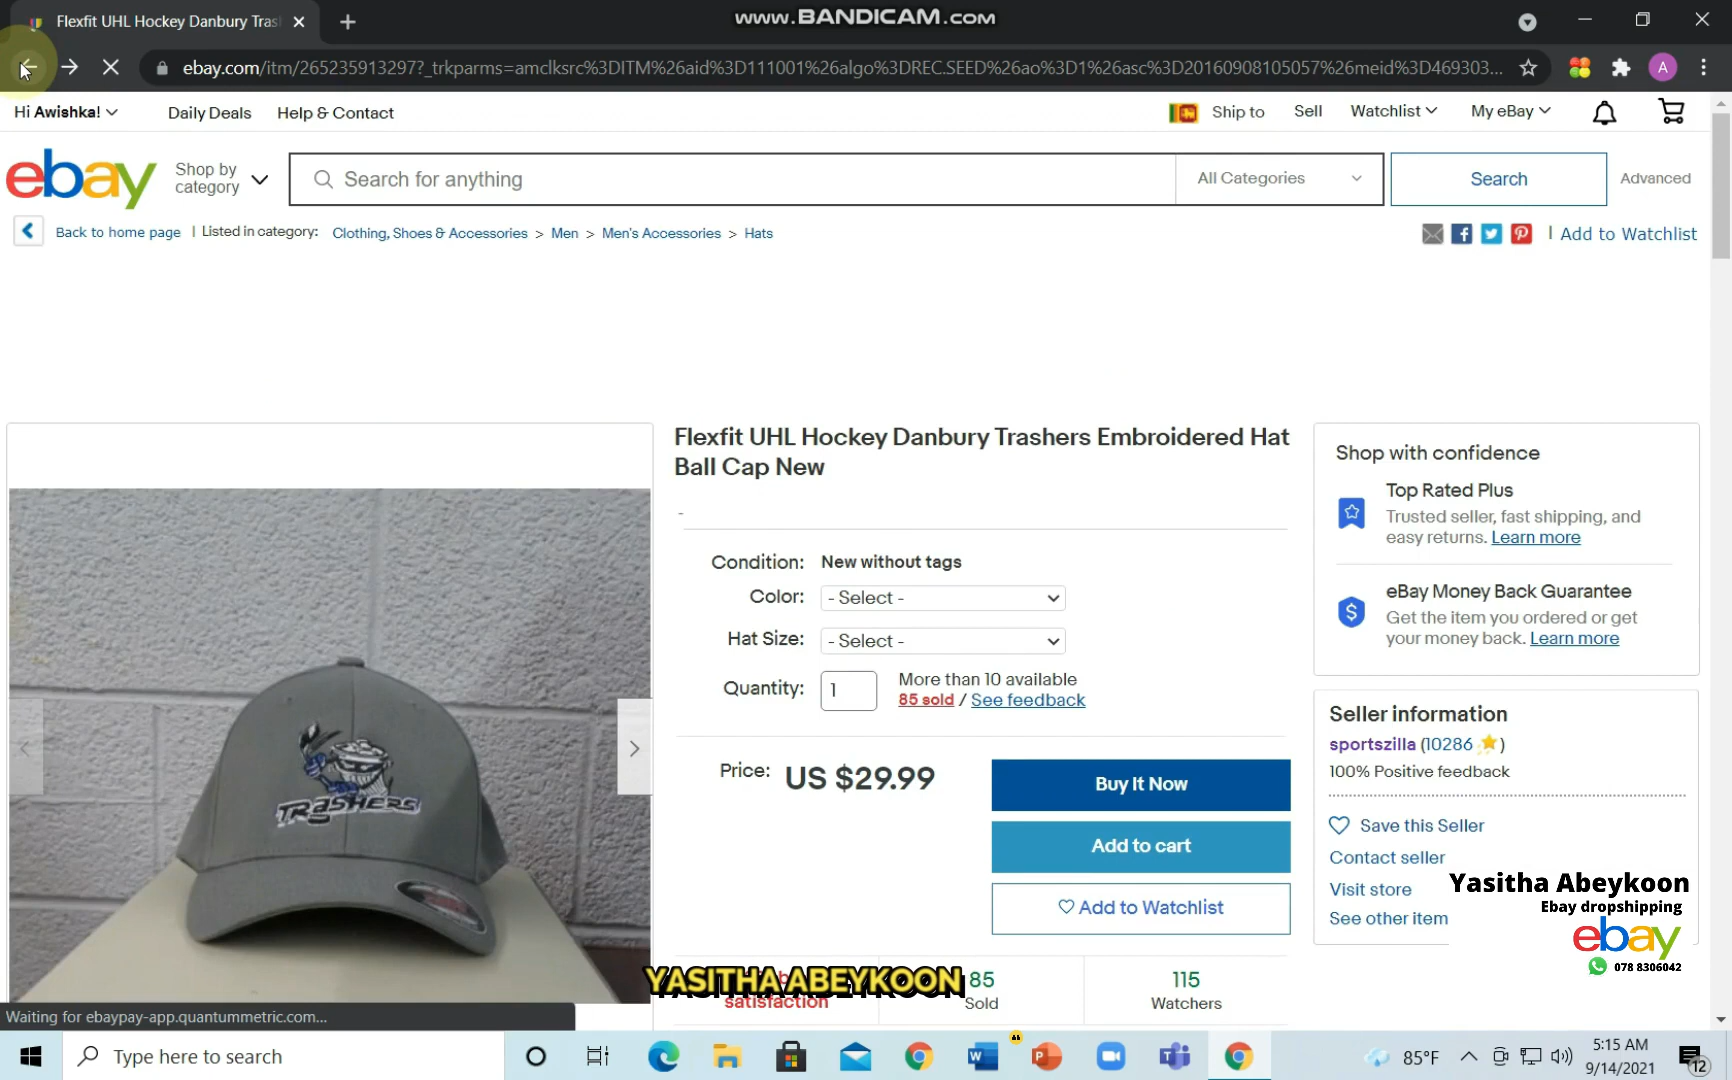 Flexfit UHL Hockey Danbury Tras
www.BANDICAM.com
ebay.com/itm/265235913297?_trkparms=amclksrc%3DITM%26aid%3D111001%26algo%3DREC.SEED%26ao%3D1%26asc%3D20160908105057%26meid%3D469303...
A
Hi Awishka!
Daily Deals
Help & Contact
Ship to
Sell
Watchlist
My eBay
ebay
Shop by
category
Search for anything
All Categories
Search
Advanced
Back to home page | Listed in category: Clothing, Shoes & Accessories > Men > Men's Accessories > Hats
| Add to Watchlist
Flexfit UHL Hockey Danbury Trashers Embroidered Hat
Ball Cap New
-
Condition: New without tags
Color: - Select -
Hat Size: - Select -
Quantity: 1
More than 10 available
85 sold / See feedback
Price: US $29.99
Buy It Now
Add to cart
Add to Watchlist
TRASHERS
85
Sold
115
Watchers
satisfaction
YASITHA ABEYKOON
Shop with confidence
Top Rated Plus
Trusted seller, fast shipping, and
easy returns. Learn more
eBay Money Back Guarantee
Get the item you ordered or get
your money back. Learn more
Seller information
sportszilla (10286)
100% Positive feedback
Save this Seller
Contact seller
Visit store
See other item
Yasitha Abeykoon
Ebay dropshipping
ebay
078 8306042
Waiting for ebaypay-app.quantummetric.com...
Type here to search
85°F
5:15 AM
9/14/2021
12